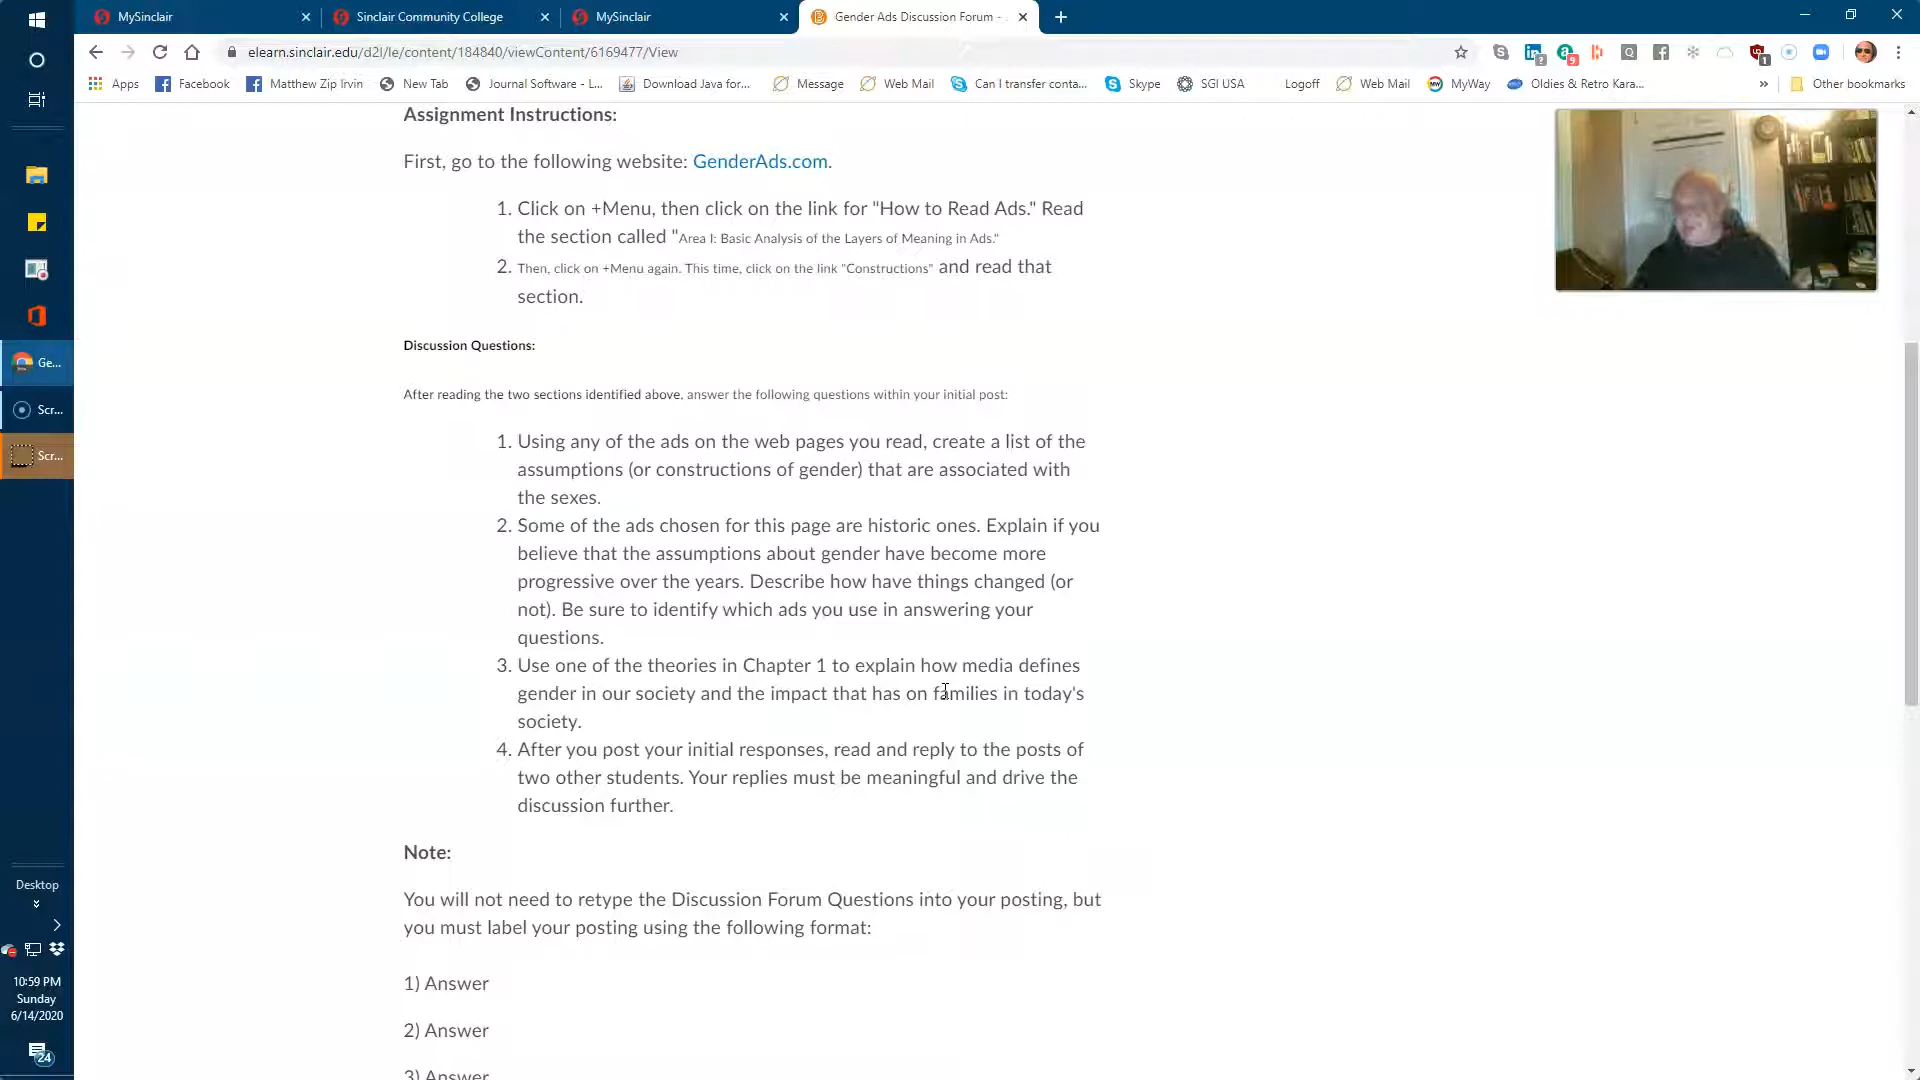 MySinclair
Sinclair Community College
MySinclair
Gender Ads Discussion Forum -
elearn.sinclair.edu/d2l/le/content/184840/viewContent/6169477/View
Apps
Facebook
Matthew Zip Irvin
New Tab
Journal Software - L...
Download Java for...
Message
Web Mail
Can I transfer conta...
Skype
SGI USA
Logoff
Web Mail
MyWay
Oldies & Retro Kara...
»
Other bookmarks
Assignment Instructions:
First, go to the following website: GenderAds.com.
1. Click on +Menu, then click on the link for "How to Read Ads." Read
the section called "Area I: Basic Analysis of the Layers of Meaning in Ads."
2. Then, click on +Menu again. This time, click on the link "Constructions" and read that
section.
Discussion Questions:
After reading the two sections identified above, answer the following questions within your initial post:
1. Using any of the ads on the web pages you read, create a list of the
assumptions (or constructions of gender) that are associated with
the sexes.
2. Some of the ads chosen for this page are historic ones. Explain if you
believe that the assumptions about gender have become more
progressive over the years. Describe how have things changed (or
not). Be sure to identify which ads you use in answering your
questions.
3. Use one of the theories in Chapter 1 to explain how media defines
gender in our society and the impact that has on families in today's
society.
4. After you post your initial responses, read and reply to the posts of
two other students. Your replies must be meaningful and drive the
discussion further.
Note:
You will not need to retype the Discussion Forum Questions into your posting, but
you must label your posting using the following format:
1) Answer
2) Answer
3) Answer
Ge...
Scr...
Scr...
Desktop
10:59 PM
Sunday
6/14/2020
24